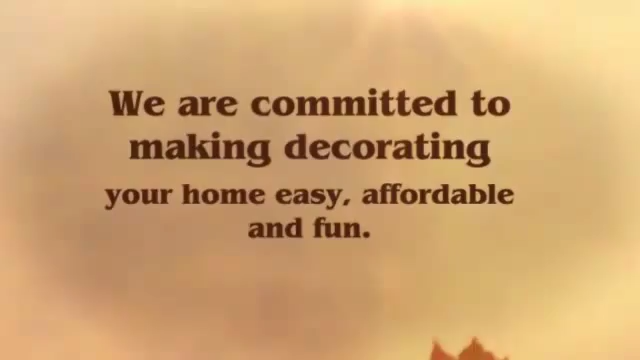 We are committed to
making decorating
your home easy, affordable
and fun.